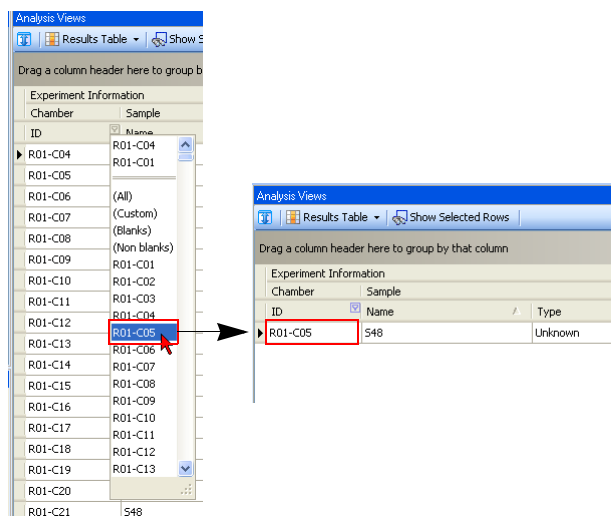 Analysis Views
Results Table Show S
Drag a column header here to group b
Experiment Information
Chamber Sample
ID Name
R01-C04
R01-C05
R01-C06
R01-C07
R01-C08
R01-C09
R01-C10
R01-C11
R01-C12
R01-C13
R01-C14
R01-C15
R01-C16
R01-C17
R01-C18
R01-C19
R01-C20
R01-C21 S48
R01-C04
R01-C01
(All)
(Custom)
(Blanks)
(Non blanks)
R01-C01
R01-C02
R01-C03
R01-C04
R01-C05
R01-C06
R01-C07
R01-C08
R01-C09
R01-C10
R01-C11
R01-C12
R01-C13
Analysis Views
Results Table Show Selected Rows
Drag a column header here to group by that column
Experiment Information
Chamber Sample
ID Name Type
R01-C05 S48 Unknown